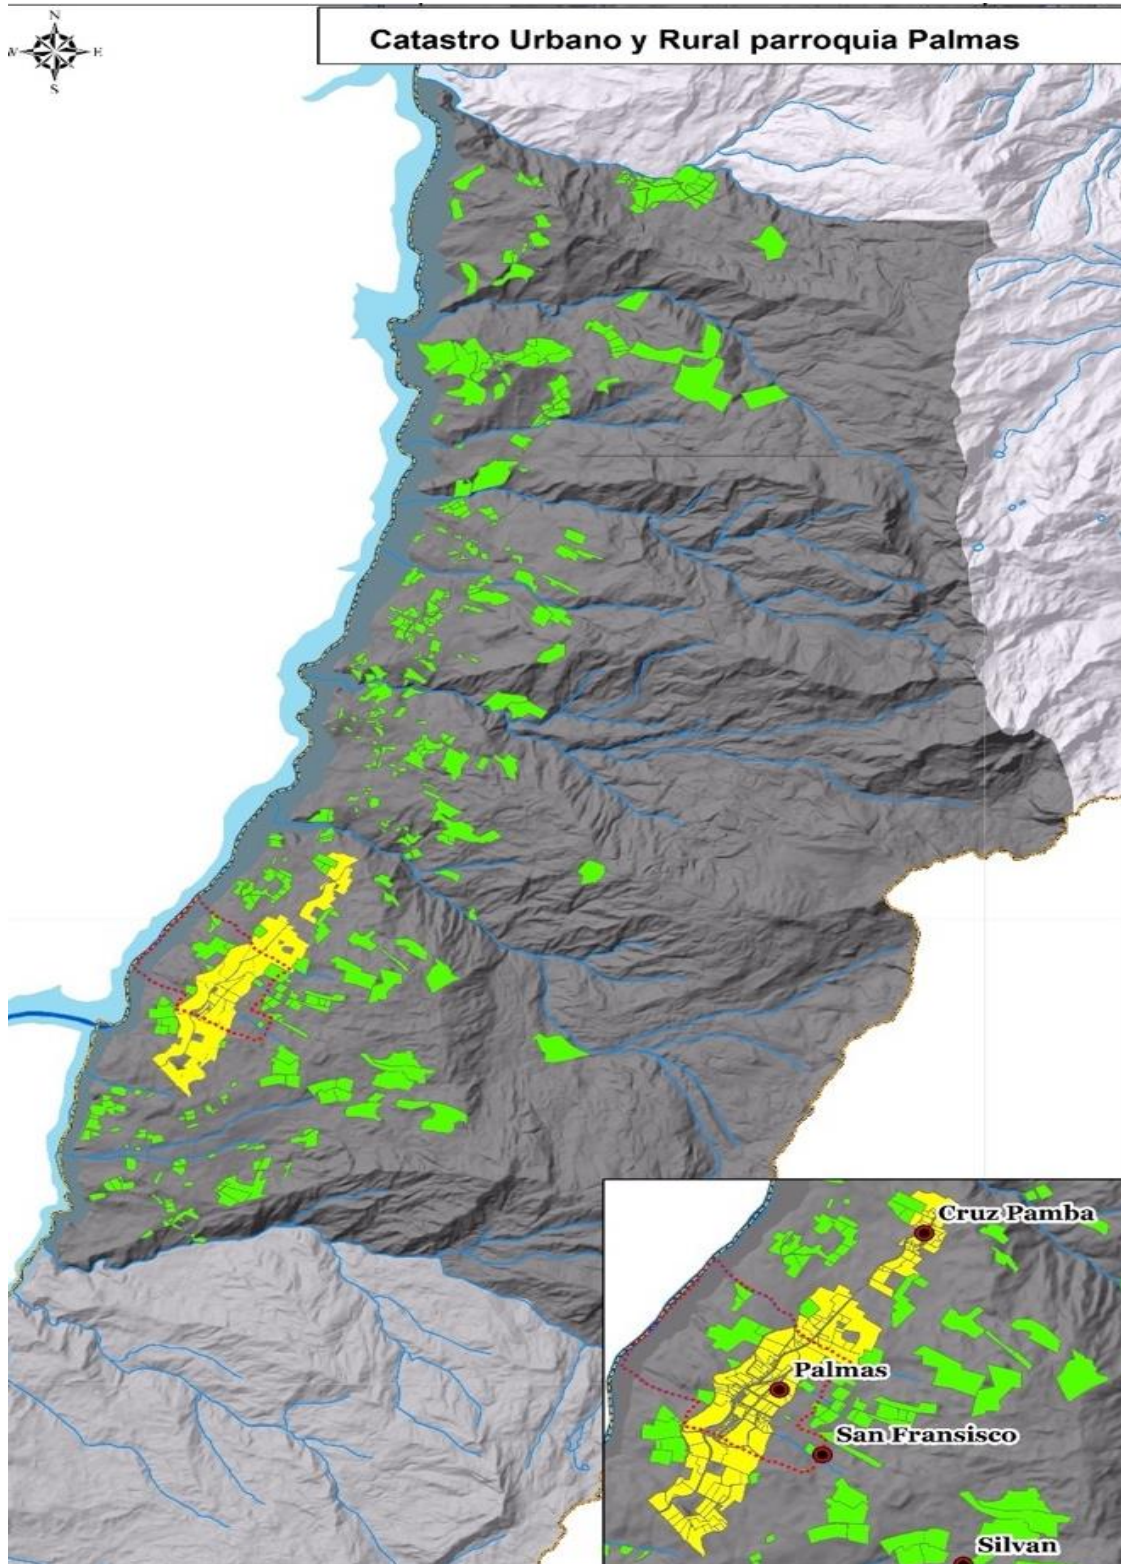 N
W E
S
Catastro Urbano y Rural parroquia Palmas
Cruz Pamba
Palmas
San Fransisco
Silvan